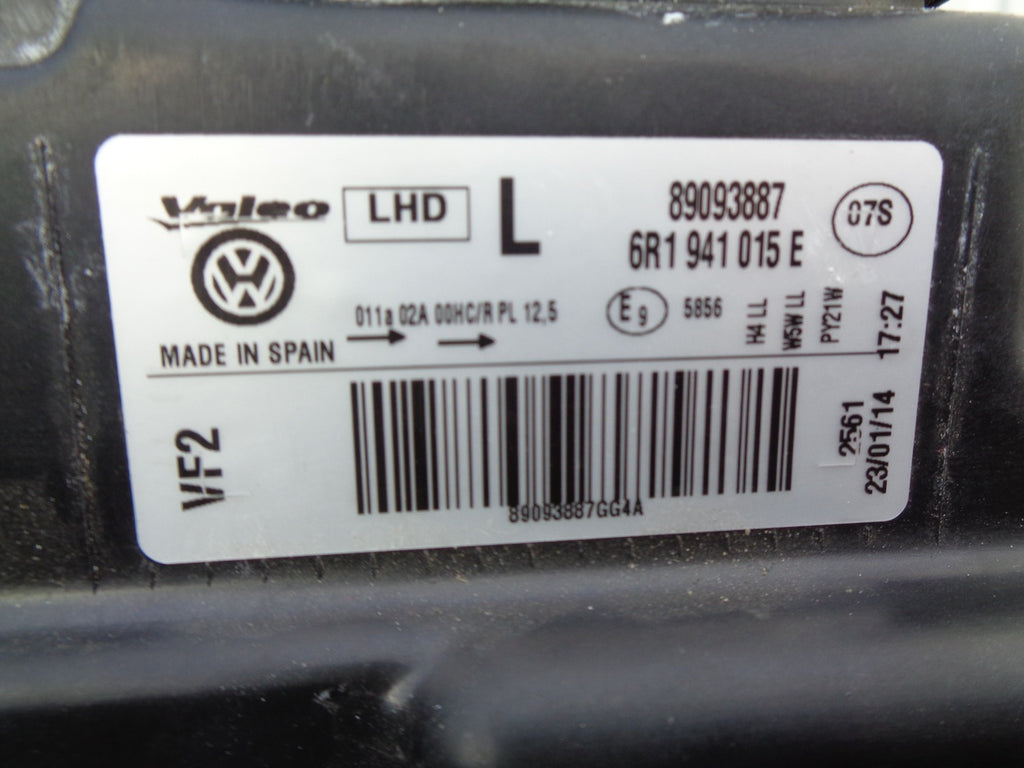 Valeo
LHD
L
89093887
6R1 941 015 E
07S
011a 02A 00HC/R PL 12,5
E9
5856
H4 LL
W5W LL
PY21W
17:27
MADE IN SPAIN
VF2
89093887GG4A
2561
23/01/14